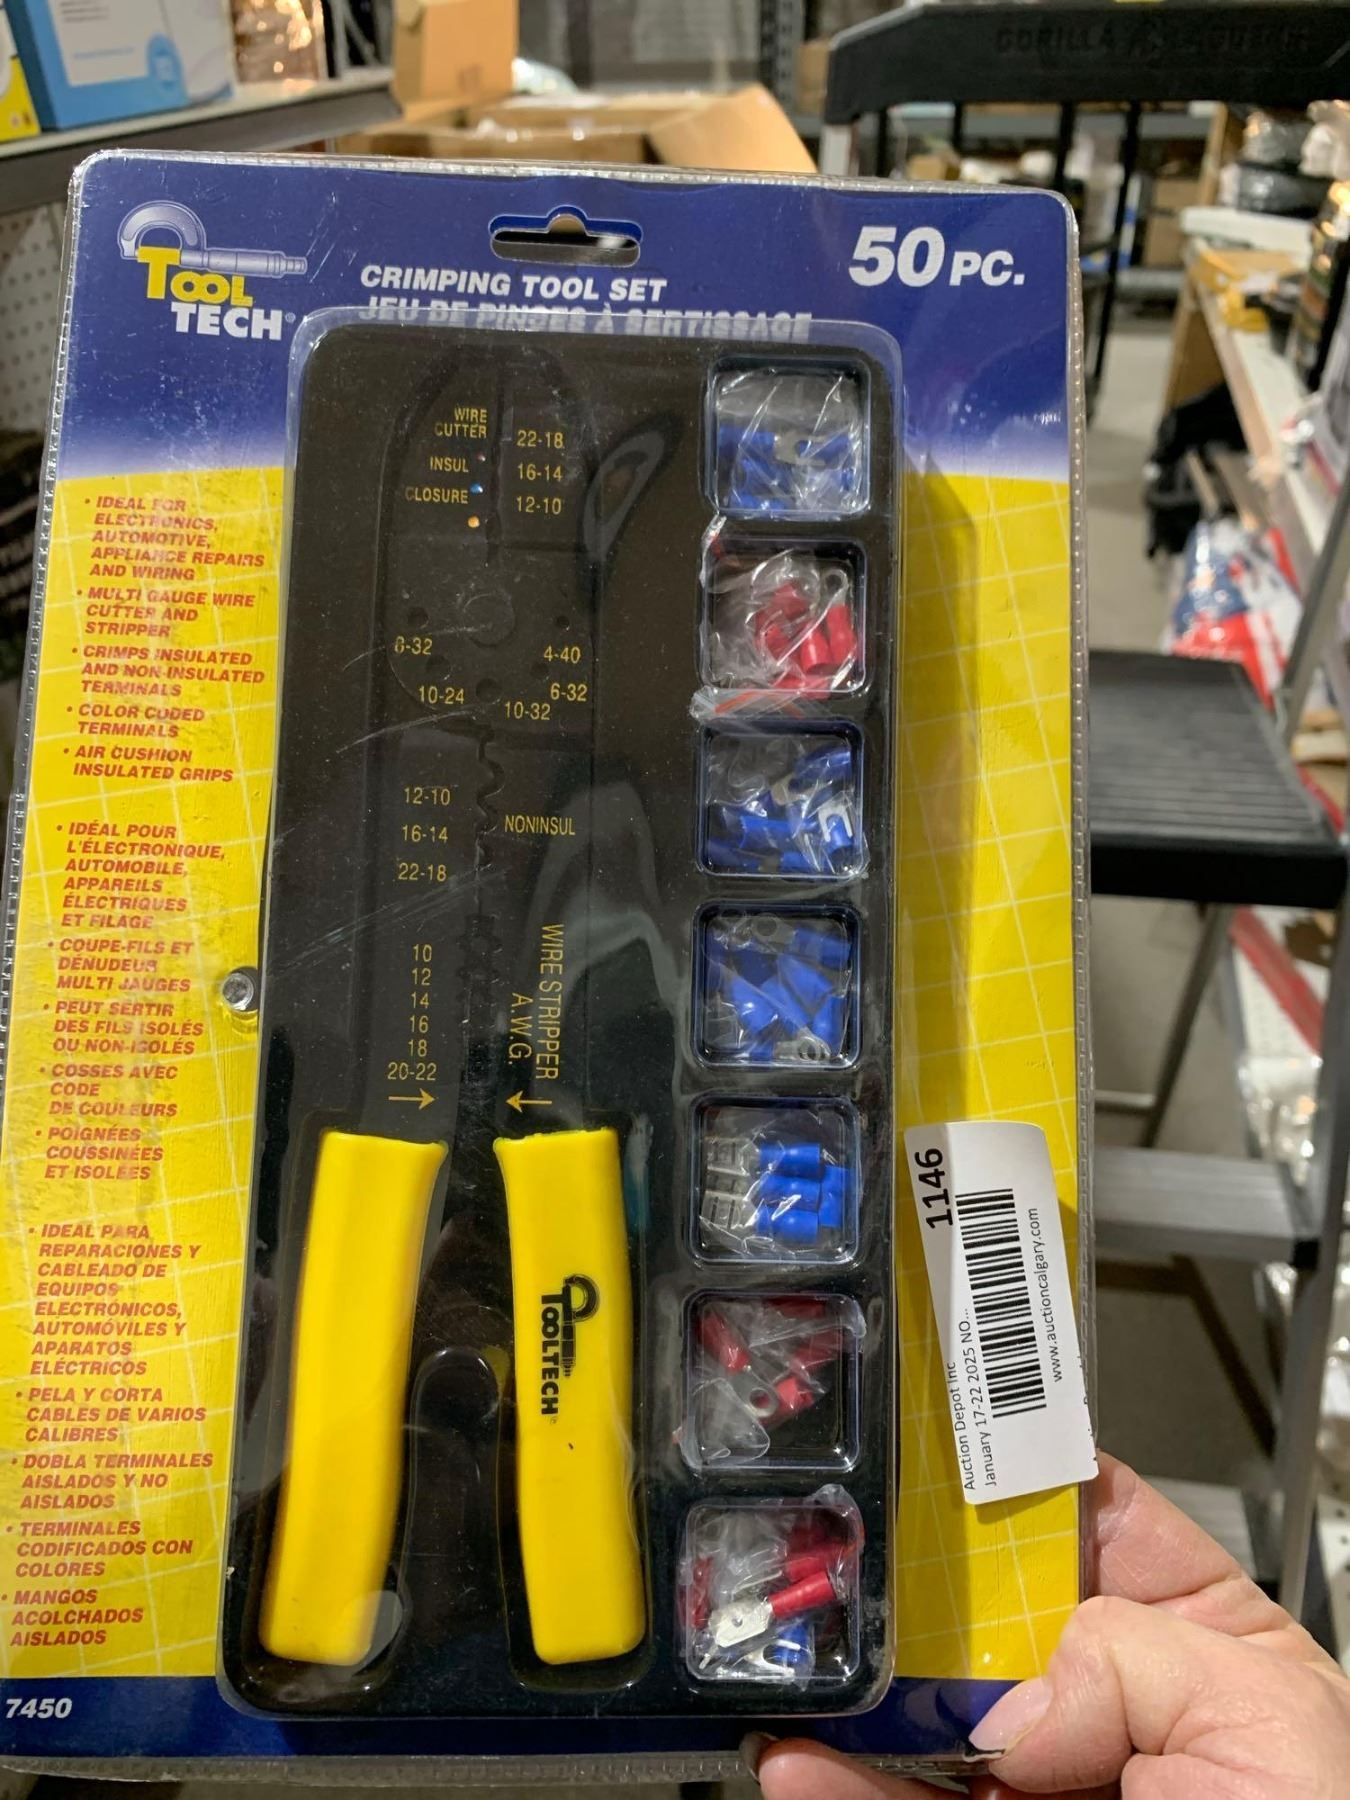 GORILLA
TOOL
TECH®
CRIMPING TOOL SET
JEU DE PINCES À SERTISSAGE
50 PC.
WIRE
CUTTER
INSUL
CLOSURE
22-18
16-14
12-10
8-32
10-24
10-32
6-32
4-40
12-10
16-14
22-18
NONINSUL
10
12
14
16
18
20-22
WIRE STRIPPER
A.W.G.
TOOLTECH®
• IDEAL FOR
ELECTRONICS,
AUTOMOTIVE,
APPLIANCE REPAIRS
AND WIRING
• MULTI GAUGE WIRE
CUTTER AND
STRIPPER
• CRIMPS INSULATED
AND NON-INSULATED
TERMINALS
• COLOR CODED
TERMINALS
• AIR CUSHION
INSULATED GRIPS
• IDÉAL POUR
L'ÉLECTRONIQUE,
AUTOMOBILE,
APPAREILS
ÉLECTRIQUES
ET FILAGE
• COUPE-FILS ET
DÉNUDEUR
MULTI JAUGES
• PEUT SERTIR
DES FILS ISOLÉS
OU NON-ISOLÉS
• COSSES AVEC
CODE
DE COULEURS
• POIGNÉES
COUSSINÉES
ET ISOLÉES
• IDEAL PARA
REPARACIONES Y
CABLEADO DE
EQUIPOS
ELECTRÓNICOS,
AUTOMÓVILES Y
APARATOS
ELÉCTRICOS
• PELA Y CORTA
CABLES DE VARIOS
CALIBRES
• DOBLA TERMINALES
AISLADOS Y NO
AISLADOS
• TERMINALES
CODIFICADOS CON
COLORES
• MANGOS
ACOLCHADOS
AISLADOS
7450
1146
Auction Depot Inc
January 17-22 2025 NO...
www.auctioncalgary.com